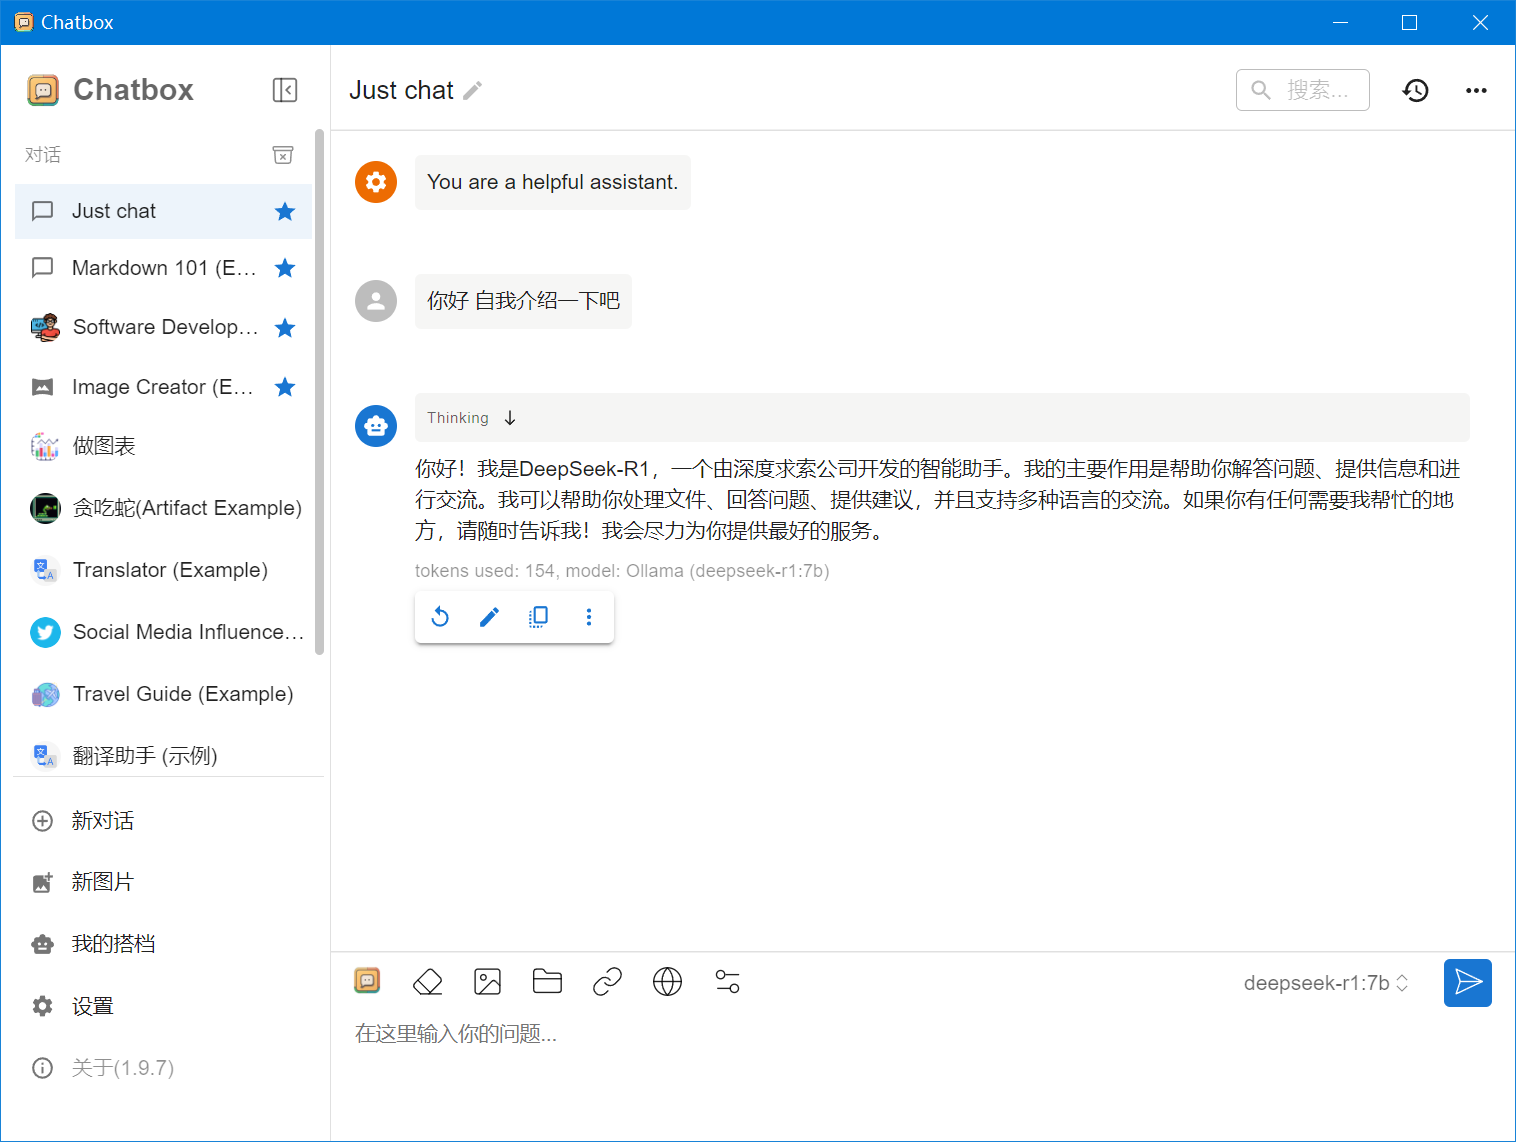 Chatbox
Chatbox
对话
Just chat
Markdown 101 (E...
Software Develop...
Image Creator (E...
做图表
贪吃蛇(Artifact Example)
Translator (Example)
Social Media Influence...
Travel Guide (Example)
翻译助手 (示例)
新对话
新图片
我的搭档
设置
关于(1.9.7)
Just chat
搜索...
You are a helpful assistant.
你好 自我介绍一下吧
Thinking
你好！我是DeepSeek-R1，一个由深度求索公司开发的智能助手。我的主要作用是帮助你解答问题、提供信息和进
行交流。我可以帮助你处理文件、回答问题、提供建议，并且支持多种语言的交流。如果你有任何需要我帮忙的地
方，请随时告诉我！我会尽力为你提供最好的服务。
tokens used: 154, model: Ollama (deepseek-r1:7b)
deepseek-r1:7b
在这里输入你的问题...